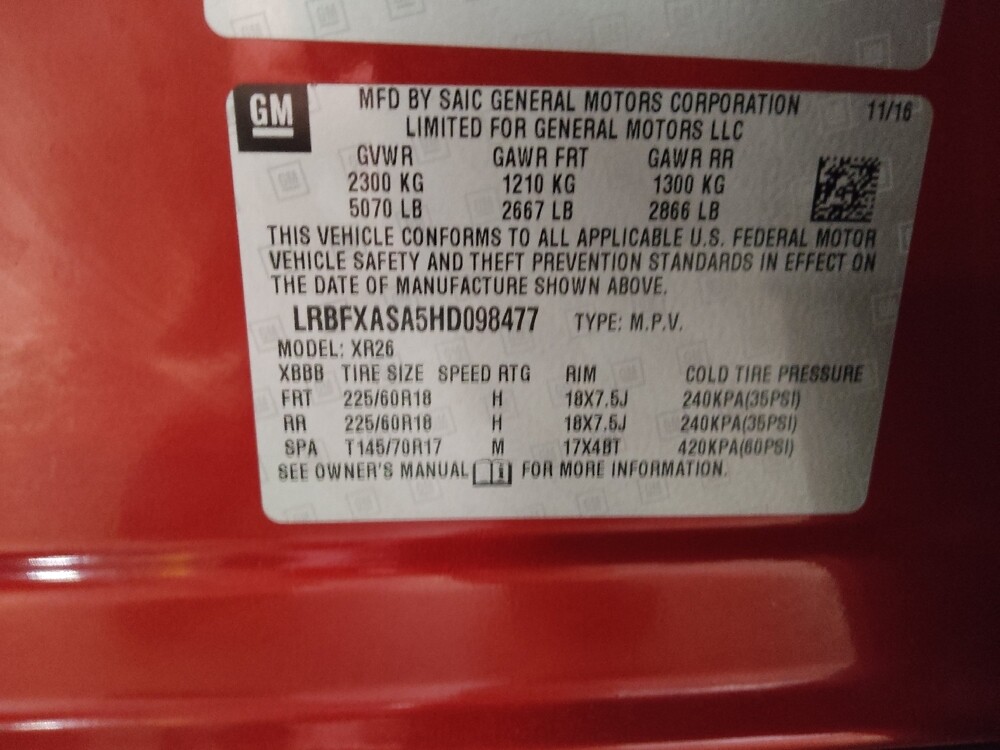 GM
MFD BY SAIC GENERAL MOTORS CORPORATION 11/16
LIMITED FOR GENERAL MOTORS LLC
GVWR GAWR FRT GAWR RR
2300 KG 1210 KG 1300 KG
5070 LB 2667 LB 2866 LB
THIS VEHICLE CONFORMS TO ALL APPLICABLE U.S. FEDERAL MOTOR
VEHICLE SAFETY AND THEFT PREVENTION STANDARDS IN EFFECT ON
THE DATE OF MANUFACTURE SHOWN ABOVE.
LRBFXASA5HD098477 TYPE: M.P.V.
MODEL: XR26
XBBB TIRE SIZE SPEED RTG RIM COLD TIRE PRESSURE
FRT 225/60R18 H 18X7.5J 240KPA(35PSI)
RR 225/60R18 H 18X7.5J 240KPA(35PSI)
SPA T145/70R17 M 17X4BT 420KPA(60PSI)
SEE OWNER'S MANUAL FOR MORE INFORMATION.